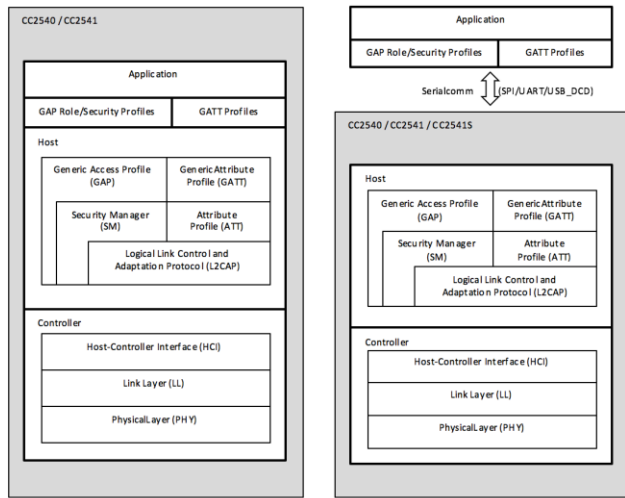 CC2540 / CC2541
Application
GAP Role/Security Profiles
GATT Profiles
Host
Generic Access Profile
(GAP)
Generic Attribute
Profile (GATT)
Security Manager
(SM)
Attribute
Profile (ATT)
Logical Link Control and
Adaptation Protocol (L2CAP)
Controller
Host-Controller Interface (HCI)
Link Layer (LL)
PhysicalLayer (PHY)
Application
GAP Role/Security Profiles
GATT Profiles
Serialcomm
(SPI/UART/USB_DCD)
CC2540 / CC2541 / CC2541S
Host
Generic Access Profile
(GAP)
Generic Attribute
Profile (GATT)
Security Manager
(SM)
Attribute
Profile (ATT)
Logical Link Control and
Adaptation Protocol (L2CAP)
Controller
Host-Controller Interface (HCI)
Link Layer (LL)
PhysicalLayer (PHY)